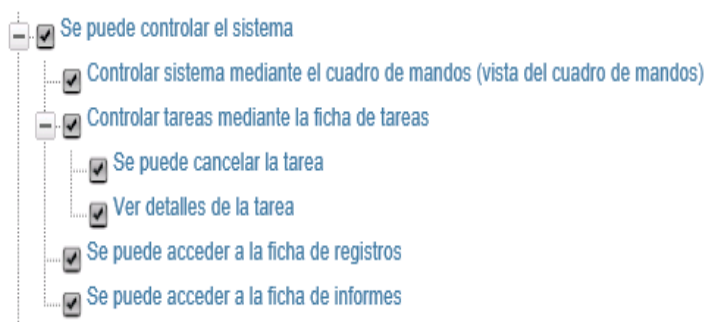 Se puede controlar el sistema
Controlar sistema mediante el cuadro de mandos (vista del cuadro de mandos)
Controlar tareas mediante la ficha de tareas
Se puede cancelar la tarea
Ver detalles de la tarea
Se puede acceder a la ficha de registros
Se puede acceder a la ficha de informes